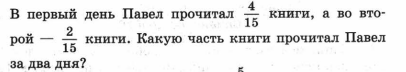 В первый день Павел прочитал 4/15 книги, а во вто-
рой — 2/15 книги. Какую часть книги прочитал Павел
за два дня?